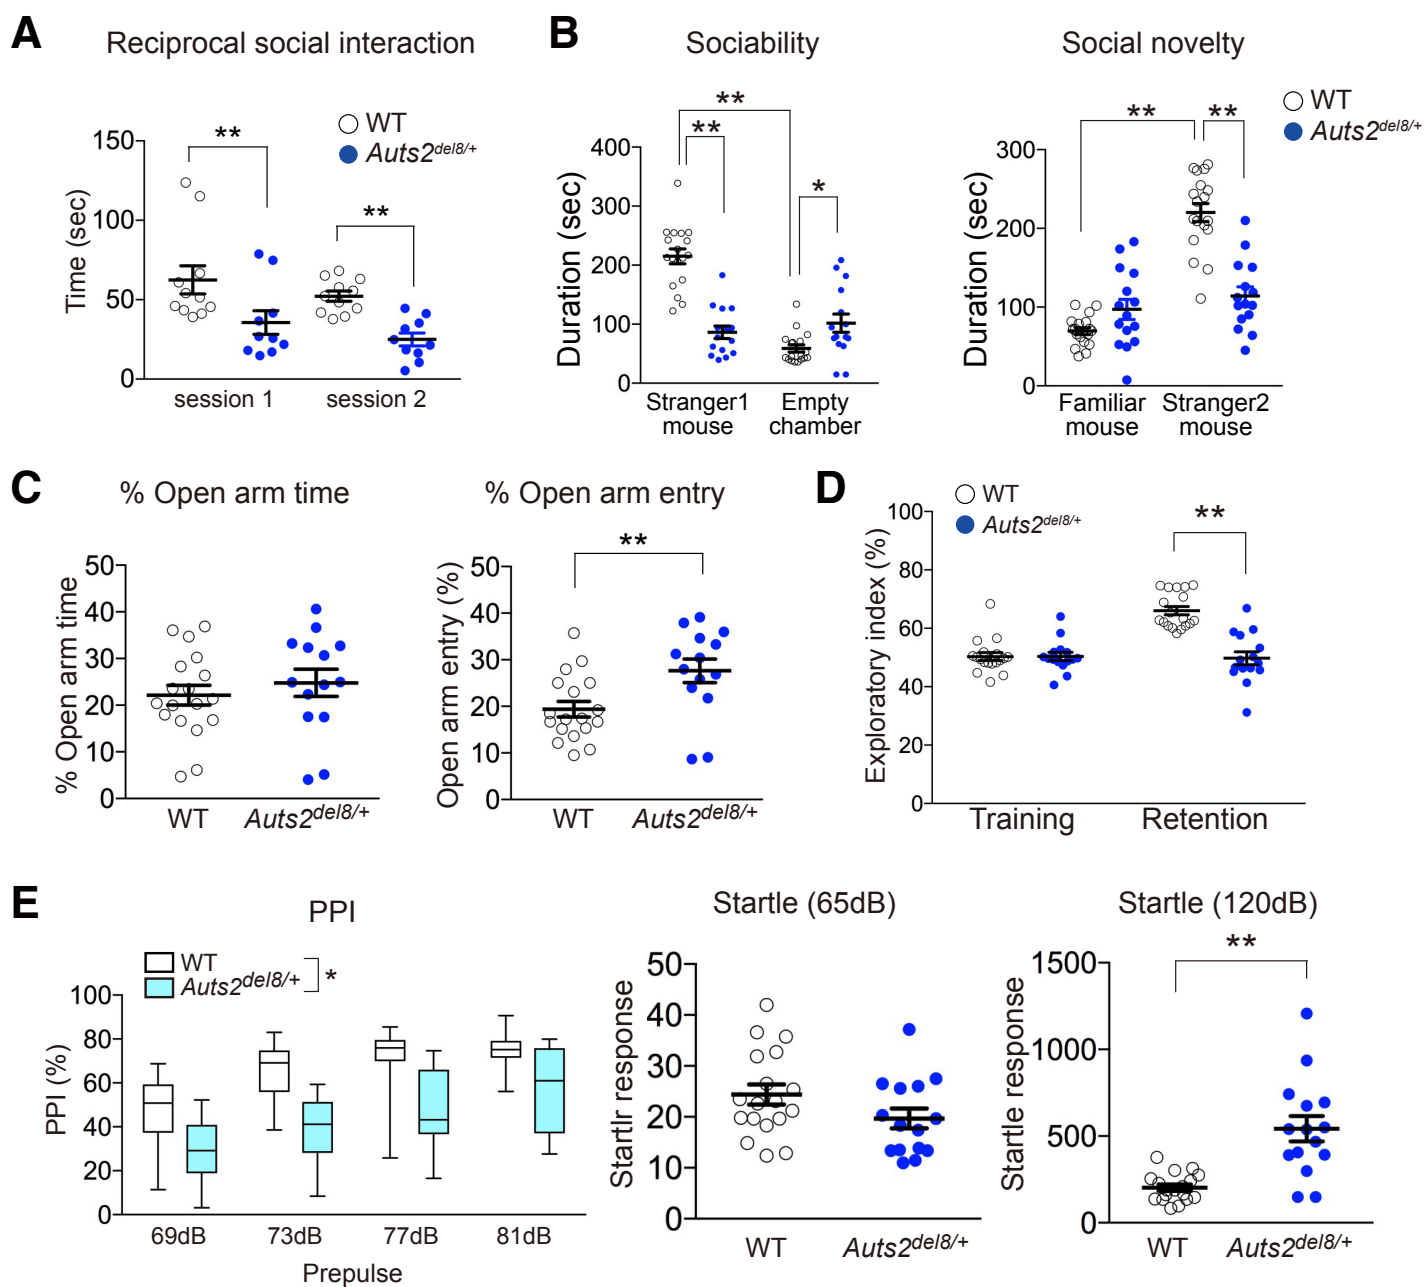 A
Reciprocal social interaction
WT
Auts2del8/+
Time (sec)
150
100
50
0
**
**
session 1
session 2
B
Sociability
Social novelty
WT
Auts2del8/+
Duration (sec)
400
300
200
100
0
**
**
*
Stranger1
mouse
Empty
chamber
Duration (sec)
300
200
100
0
**
**
Familiar
mouse
Stranger2
mouse
C
% Open arm time
% Open arm time
50
40
30
20
10
0
WT
Auts2del8/+
% Open arm entry
Open arm entry (%)
50
40
30
20
10
0
**
WT
Auts2del8/+
D
WT
Auts2del8/+
Exploratory index (%)
100
80
60
40
20
0
**
Training
Retention
E
PPI
WT
Auts2del8/+
*
PPI (%)
100
80
60
40
20
0
69dB
73dB
77dB
81dB
Prepulse
Startle (65dB)
Startlr response
50
40
30
20
10
0
WT
Auts2del8/+
Startle (120dB)
Startle response
1500
1000
500
0
**
WT
Auts2del8/+